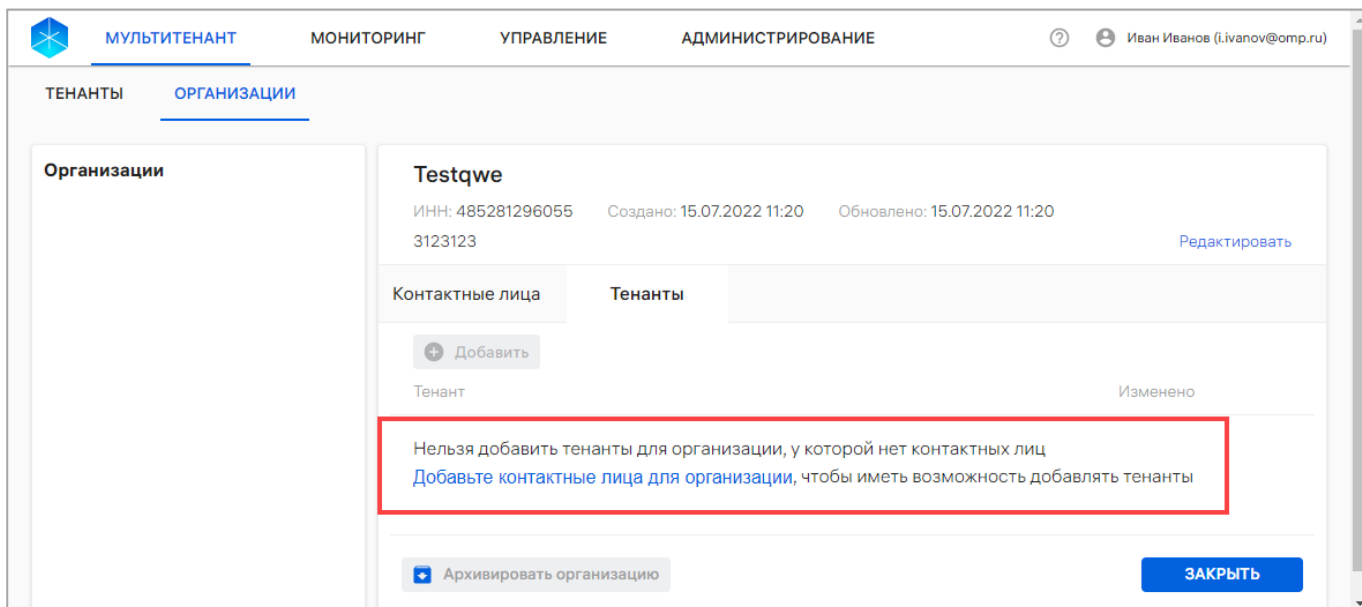 МУЛЬТИТЕНАНТ МОНИТОРИНГ УПРАВЛЕНИЕ АДМИНИСТРИРОВАНИЕ ? Иван Иванов (i.ivanov@omp.ru)
ТЕНАНТЫ ОРГАНИЗАЦИИ
Организации
Testqwe
ИНН: 485281296055 Создано: 15.07.2022 11:20 Обновлено: 15.07.2022 11:20
3123123 Редактировать
Контактные лица Тенанты
Добавить
Тенант Изменено
Нельзя добавить тенанты для организации, у которой нет контактных лиц
Добавьте контактные лица для организации, чтобы иметь возможность добавлять тенанты
Архивировать организацию ЗАКРЫТЬ